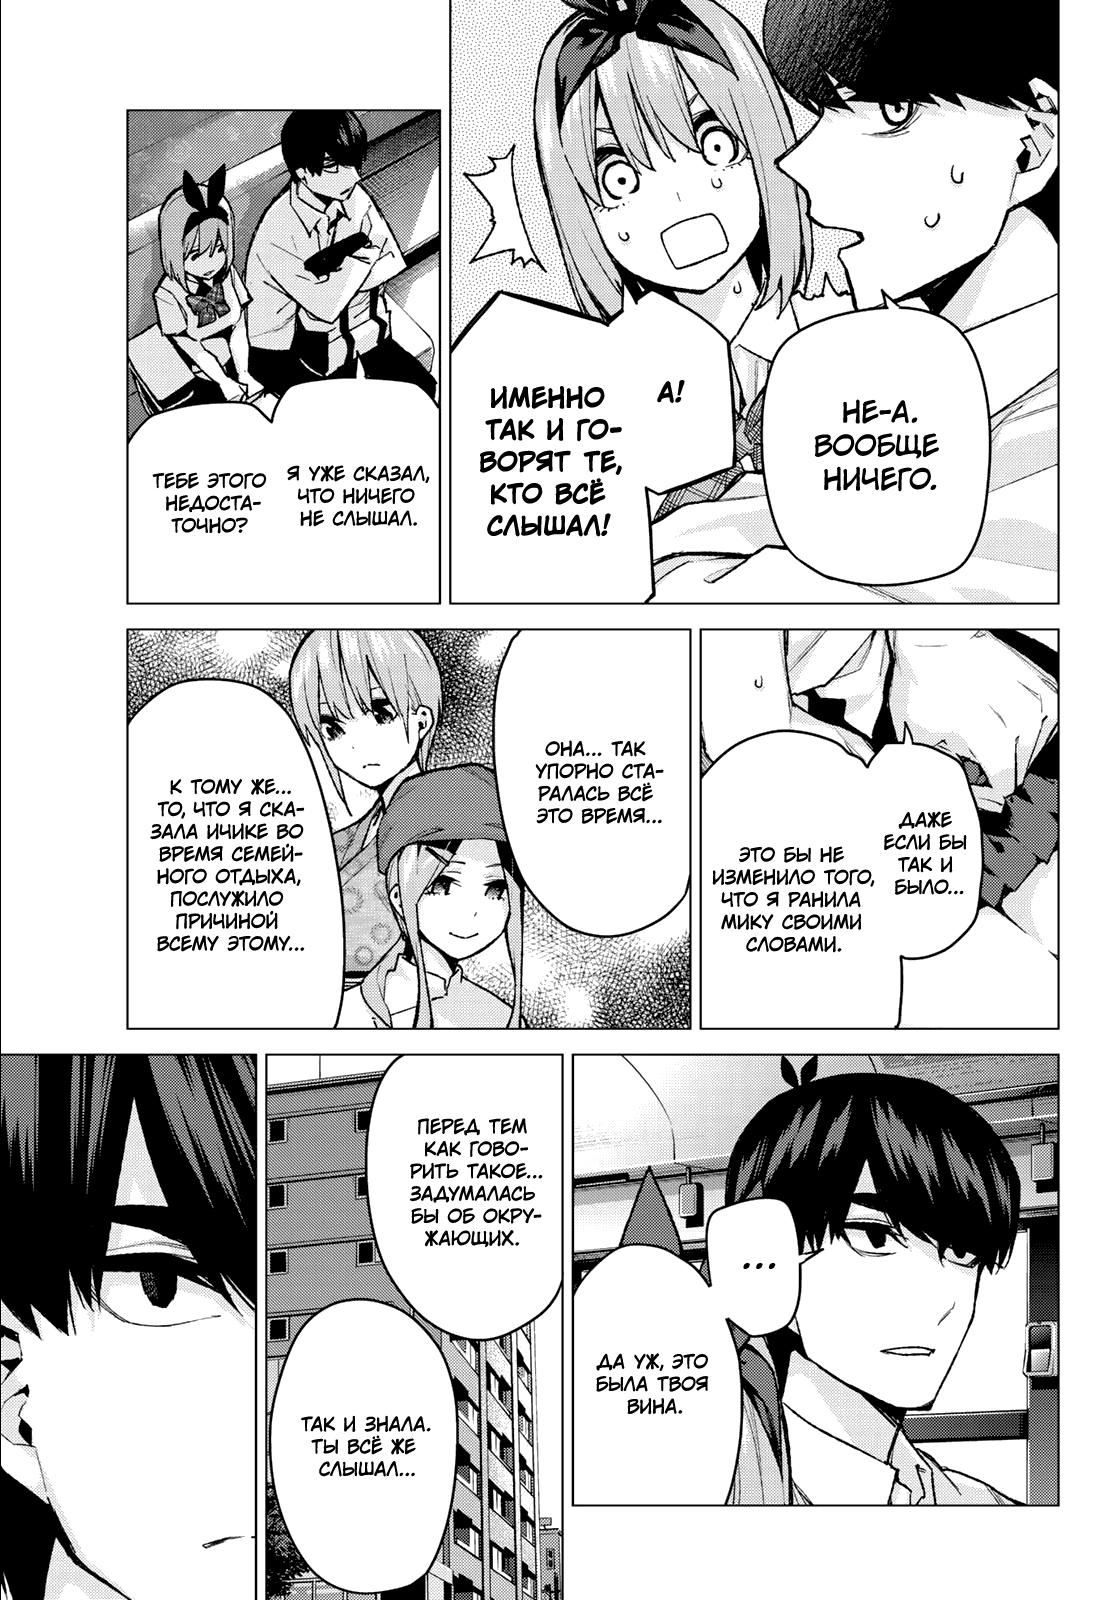 НЕ-А.
ВООБЩЕ
НИЧЕГО.
А!
ИМЕННО
ТАК И ГО-
ВОРЯТ ТЕ,
КТО ВСЁ
СЛЫШАЛ!
Я УЖЕ СКАЗАЛ,
ЧТО НИЧЕГО
НЕ СЛЫШАЛ.
ТЕБЕ ЭТОГО
НЕДОСТА-
ТОЧНО?
ДАЖЕ
ЕСЛИ БЫ
ТАК И
БЫЛО...
ЭТО БЫ НЕ
ИЗМЕНИЛО ТОГО,
ЧТО Я РАНИЛА
МИКУ СВОИМИ
СЛОВАМИ.
ОНА... ТАК
УПОРНО СТА-
РАЛАСЬ ВСЁ
ЭТО ВРЕМЯ...
К ТОМУ ЖЕ...
ТО, ЧТО Я СКА-
ЗАЛА ИЧИКЕ ВО
ВРЕМЯ СЕМЕЙ-
НОГО ОТДЫХА,
ПОСЛУЖИЛО
ПРИЧИНОЙ
ВСЕМУ ЭТОМУ...
...
ДА УЖ, ЭТО
БЫЛА ТВОЯ
ВИНА.
ПЕРЕД ТЕМ
КАК ГОВО-
РИТЬ ТАКОЕ...
ЗАДУМАЛАСЬ
БЫ ОБ ОКРУ-
ЖАЮЩИХ.
ТАК И ЗНАЛА.
ТЫ ВСЁ ЖЕ
СЛЫШАЛ...